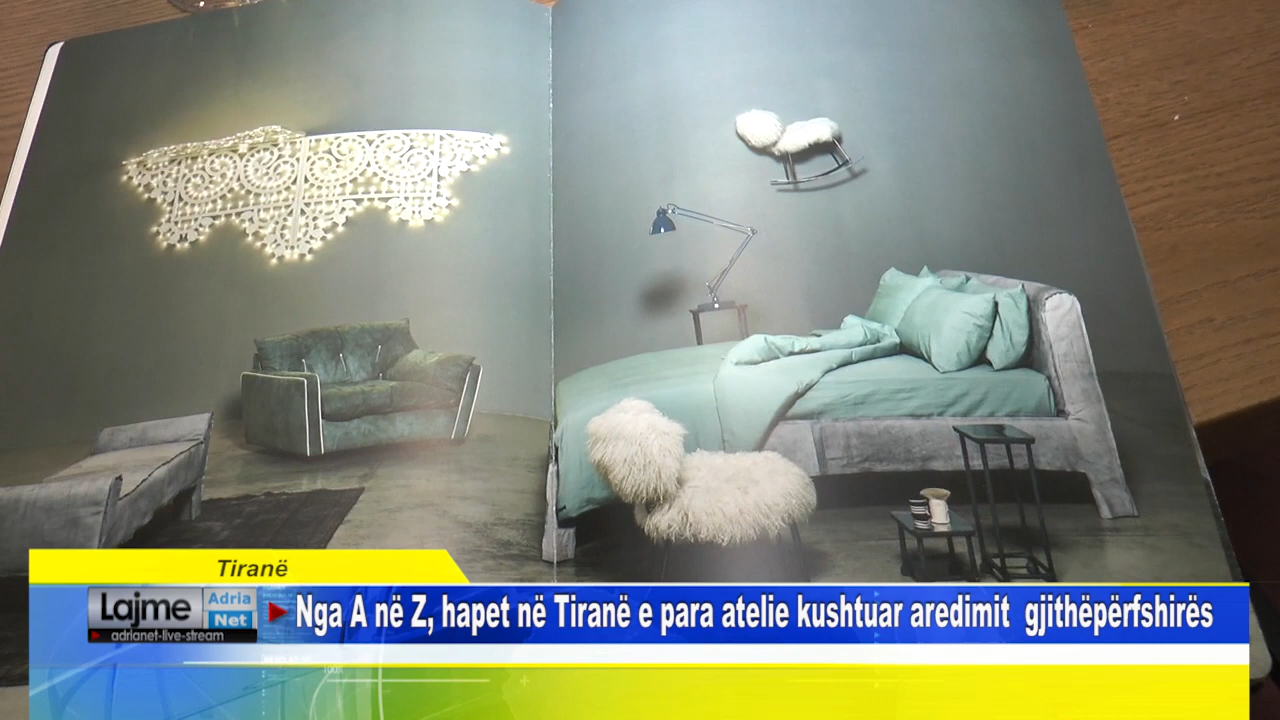 Tiranë
Lajme
Adria
Net
adrianet-live-stream
Nga A në Z, hapet në Tiranë e para atelie kushtuar aredimit gjithëpërfshirës